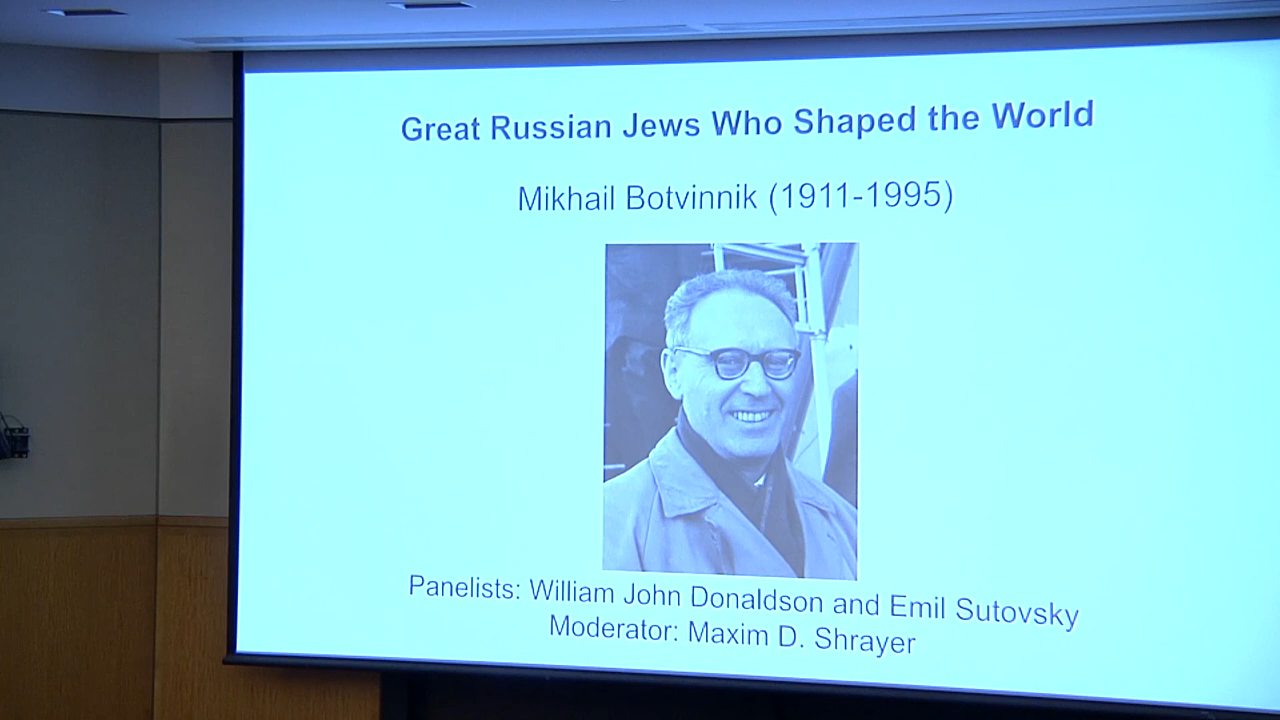 Great Russian Jews Who Shaped the World
Mikhail Botvinnik (1911-1995)
Panelists: William John Donaldson and Emil Sutovsky
Moderator: Maxim D. Shrayer